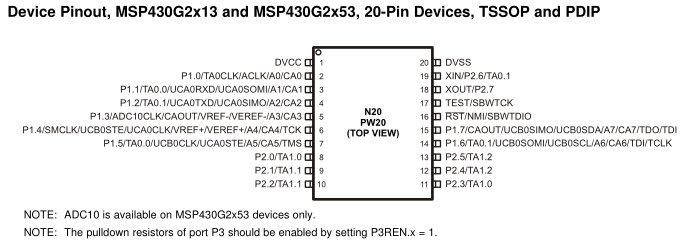 Device Pinout, MSP430G2x13 and MSP430G2x53, 20-Pin Devices, TSSOP and PDIP
DVCC 1 20 DVSS
P1.0/TA0CLK/ACLK/A0/CA0 2 19 XIN/P2.6/TA0.1
P1.1/TA0.0/UCA0RXD/UCA0SOMI/A1/CA1 3 18 XOUT/P2.7
P1.2/TA0.1/UCA0TXD/UCA0SIMO/A2/CA2 4 17 TEST/SBWTCK
P1.3/ADC10CLK/CAOUT/VREF-/VEREF-/A3/CA3 5 N20 16 RST/NMI/SBWTDIO
P1.4/SMCLK/UCB0STE/UCA0CLK/VREF+/VEREF+/A4/CA4/TCK 6 PW20 15 P1.7/CAOUT/UCB0SIMO/UCB0SDA/A7/CA7/TDO/TDI
P1.5/TA0.0/UCB0CLK/UCA0STE/A5/CA5/TMS 7 (TOP VIEW) 14 P1.6/TA0.1/UCB0SOMI/UCB0SCL/A6/CA6/TDI/TCLK
P2.0/TA1.0 8 13 P2.5/TA1.2
P2.1/TA1.1 9 12 P2.4/TA1.2
P2.2/TA1.1 10 11 P2.3/TA1.0
NOTE: ADC10 is available on MSP430G2x53 devices only.
NOTE: The pulldown resistors of port P3 should be enabled by setting P3REN.x = 1.